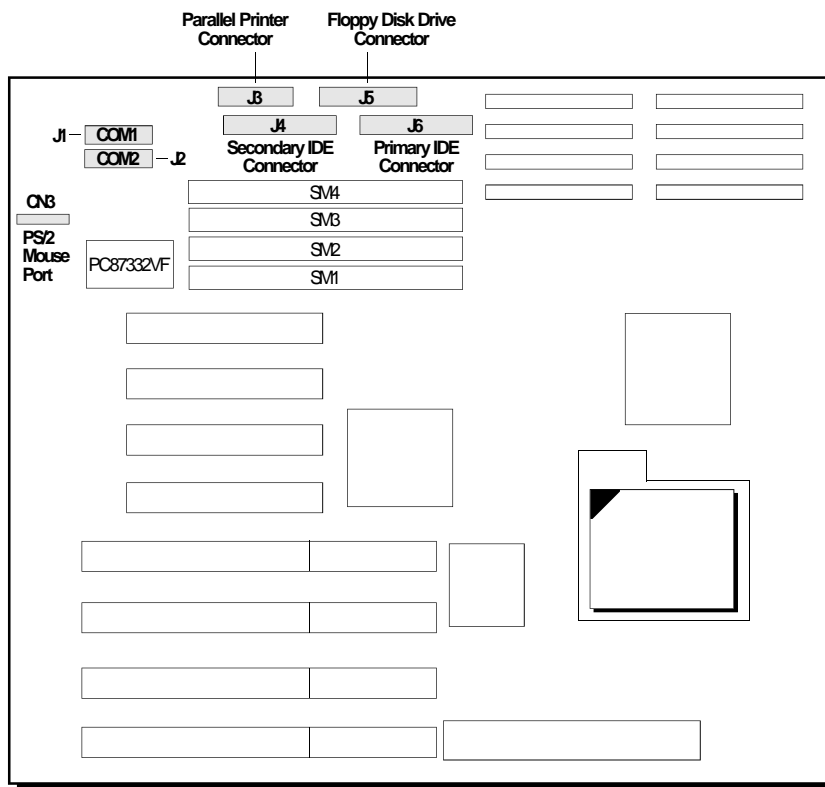 Parallel Printer
Connector
Floppy Disk Drive
Connector
J3
J5
J1
COM1
J4
J6
COM2
J2
Secondary IDE
Connector
Primary IDE
Connector
SM4
CN3
SM3
PS/2
Mouse
Port
PC87332VF
SM2
SM1